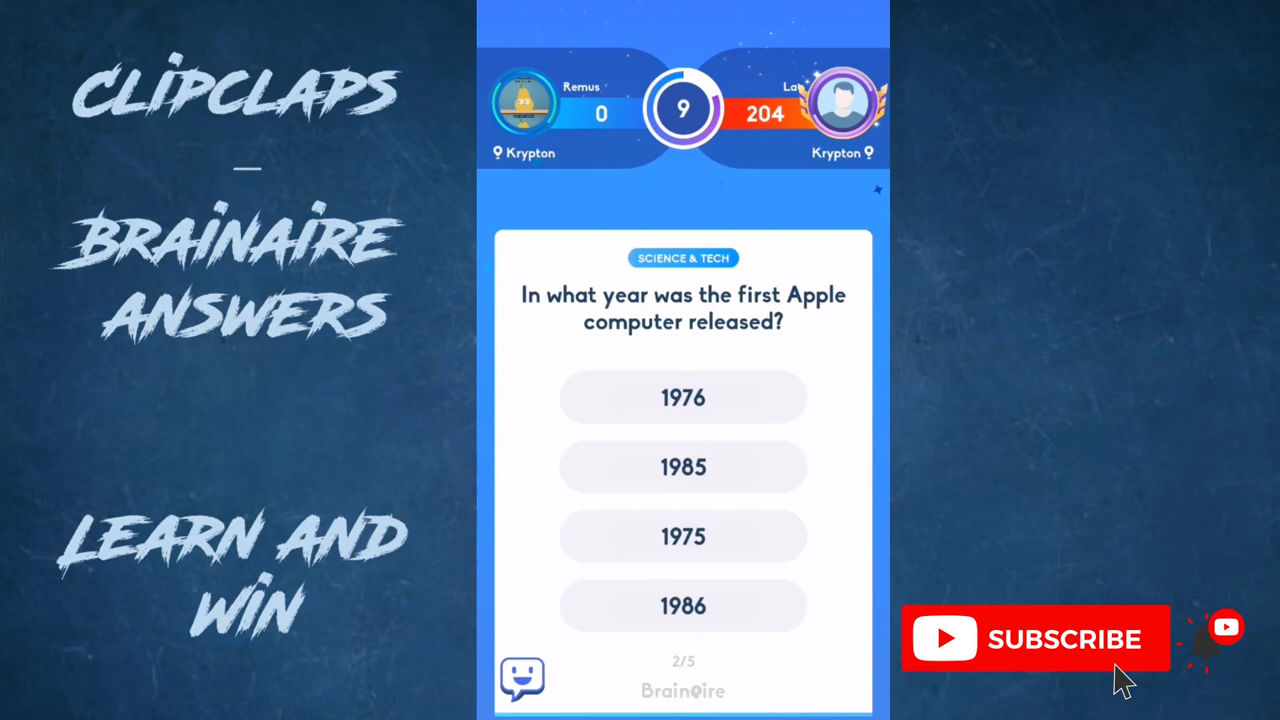 CLIPCLAPS
–
BRAINAIRE
ANSWERS
LEARN AND
WIN
Remus
0
Krypton
9
La
204
Krypton
SCIENCE & TECH
In what year was the first Apple
computer released?
1976
1985
1975
1986
2/5
Brainaire
SUBSCRIBE